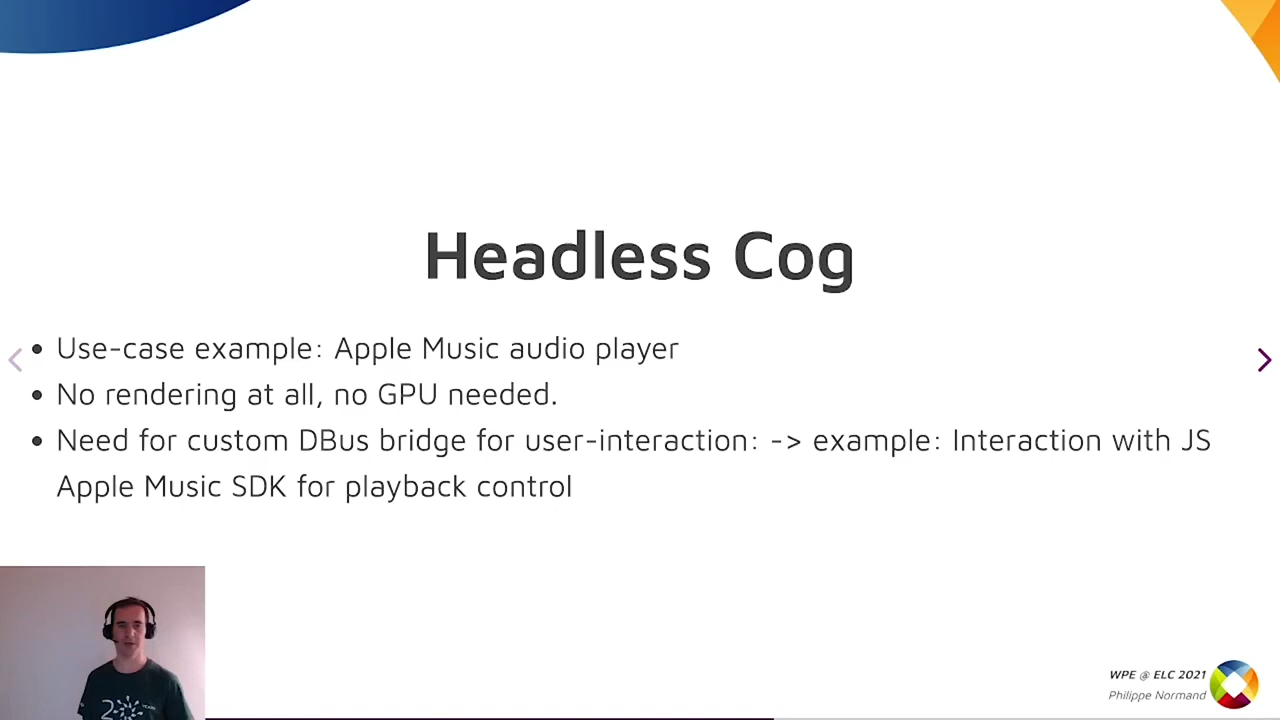 Headless Cog
• Use-case example: Apple Music audio player
• No rendering at all, no GPU needed.
• Need for custom DBus bridge for user-interaction: -> example: Interaction with JS
Apple Music SDK for playback control
20 YEARS
WPE @ ELC 2021
Philippe Normand